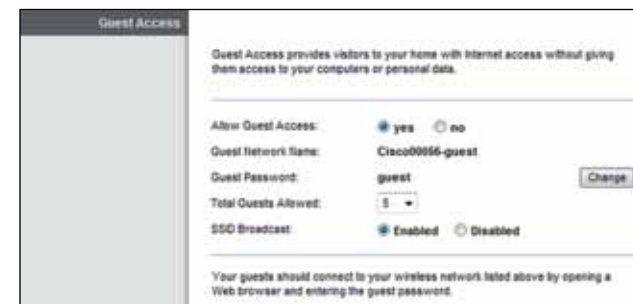 Guest Access
Guest Access provides visitors to your home with Internet access without giving
them access to your computers or personal data.
Allow Guest Access: yes no
Guest Network Name: Cisco00056-guest
Guest Password: guest Change
Total Guests Allowed: 5
SSID Broadcast: Enabled Disabled
Your guests should connect to your wireless network listed above by opening a
Web browser and entering the guest password.